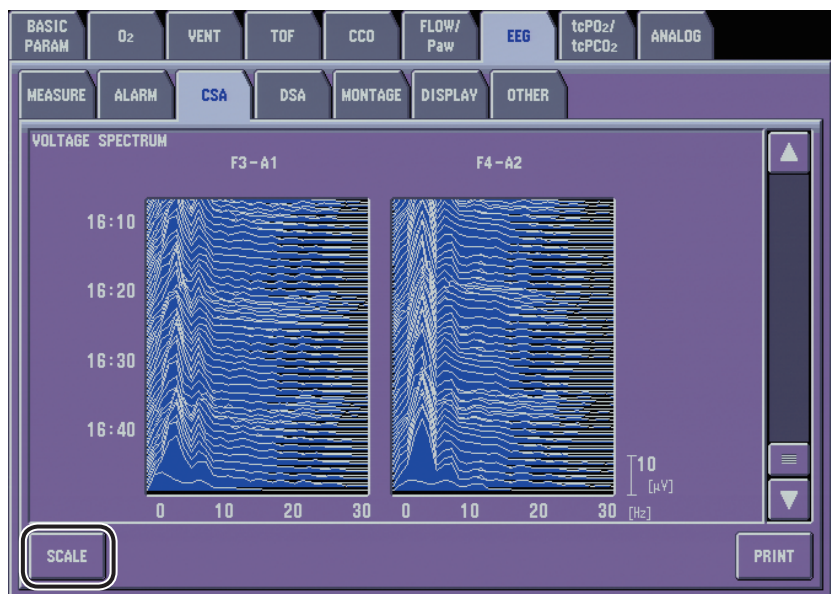 BASIC PARAM O₂ VENT TOF CCO FLOW/ Paw EEG tcPO₂/ tcPCO₂ ANALOG
MEASURE ALARM CSA DSA MONTAGE DISPLAY OTHER
VOLTAGE SPECTRUM
F3-A1 F4-A2
16:10
16:20
16:30
16:40
10
[μV]
0 10 20 30 0 10 20 30 [Hz]
SCALE PRINT